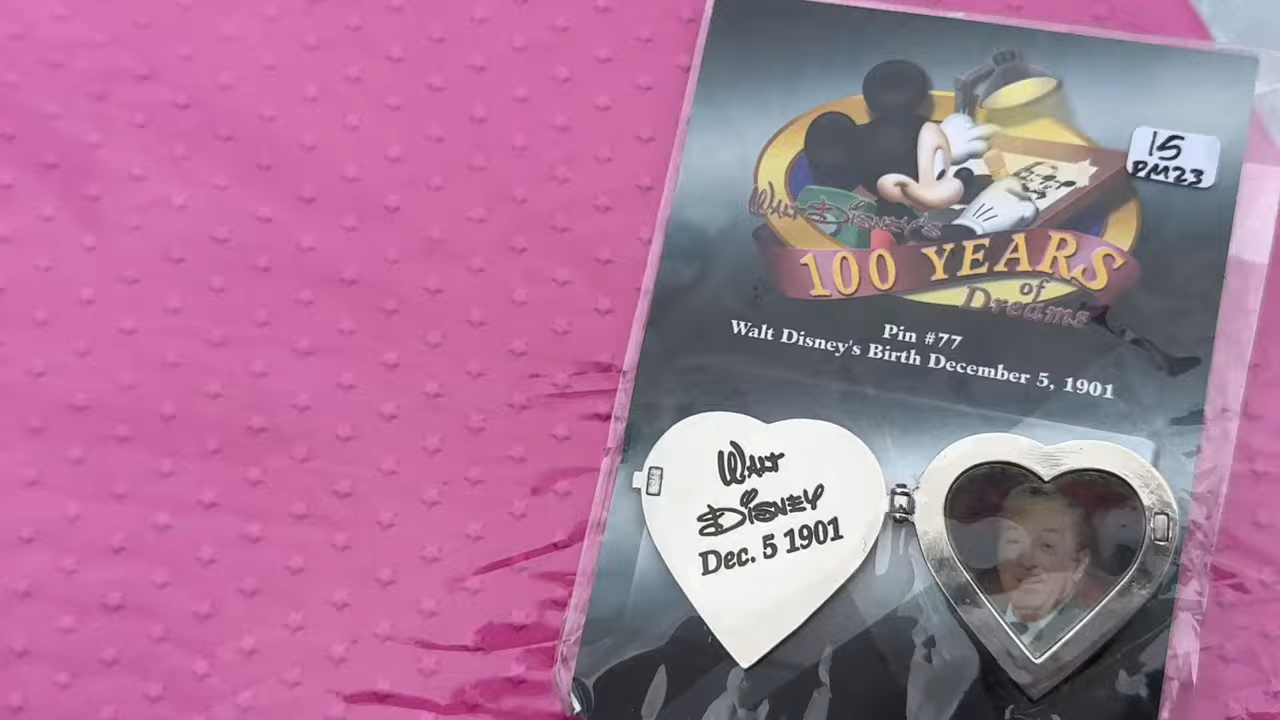 15
PM23
WALT DISNEY'S
100 YEARS
of
Dreams
Pin #77
Walt Disney's Birth December 5, 1901
WALT
DISNEY
Dec. 5 1901